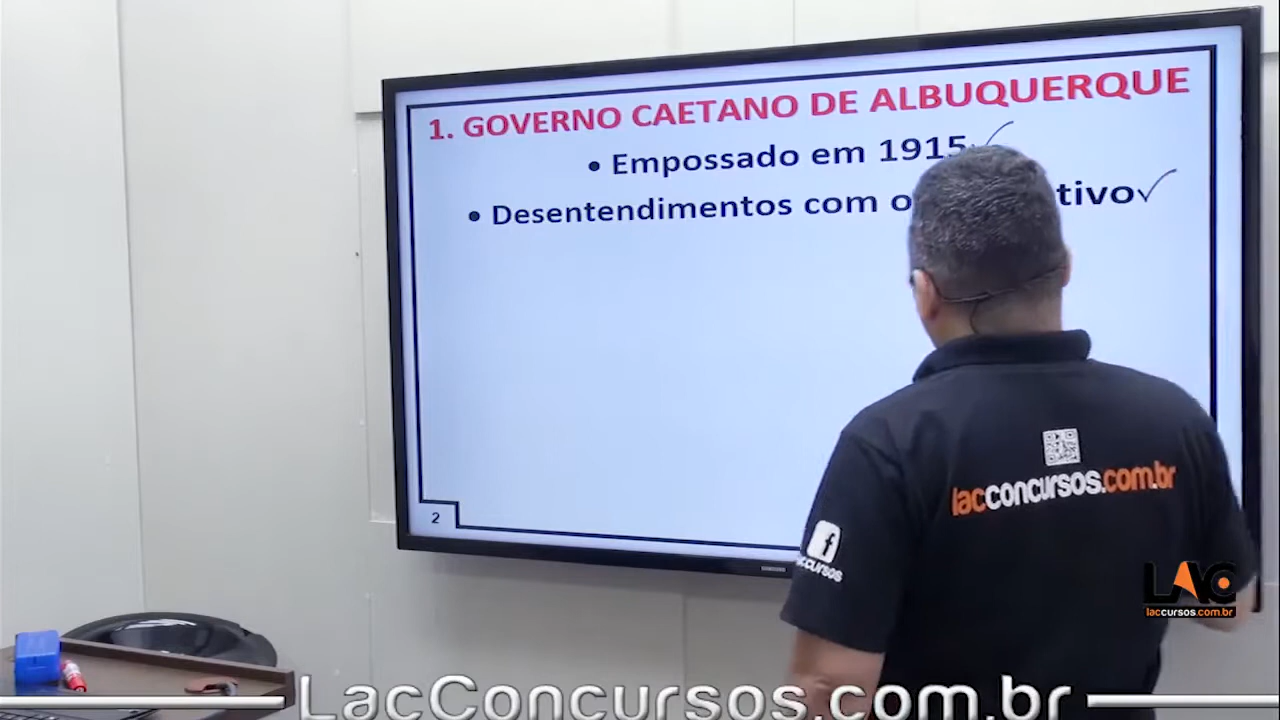 1. GOVERNO CAETANO DE ALBUQUERQUE
• Empossado em 1915
• Desentendimentos com o tivo
2
SAMSUNG
lacconcursos.com.br
f
LAC
laccursos.com.br
LacConcursos.com.br